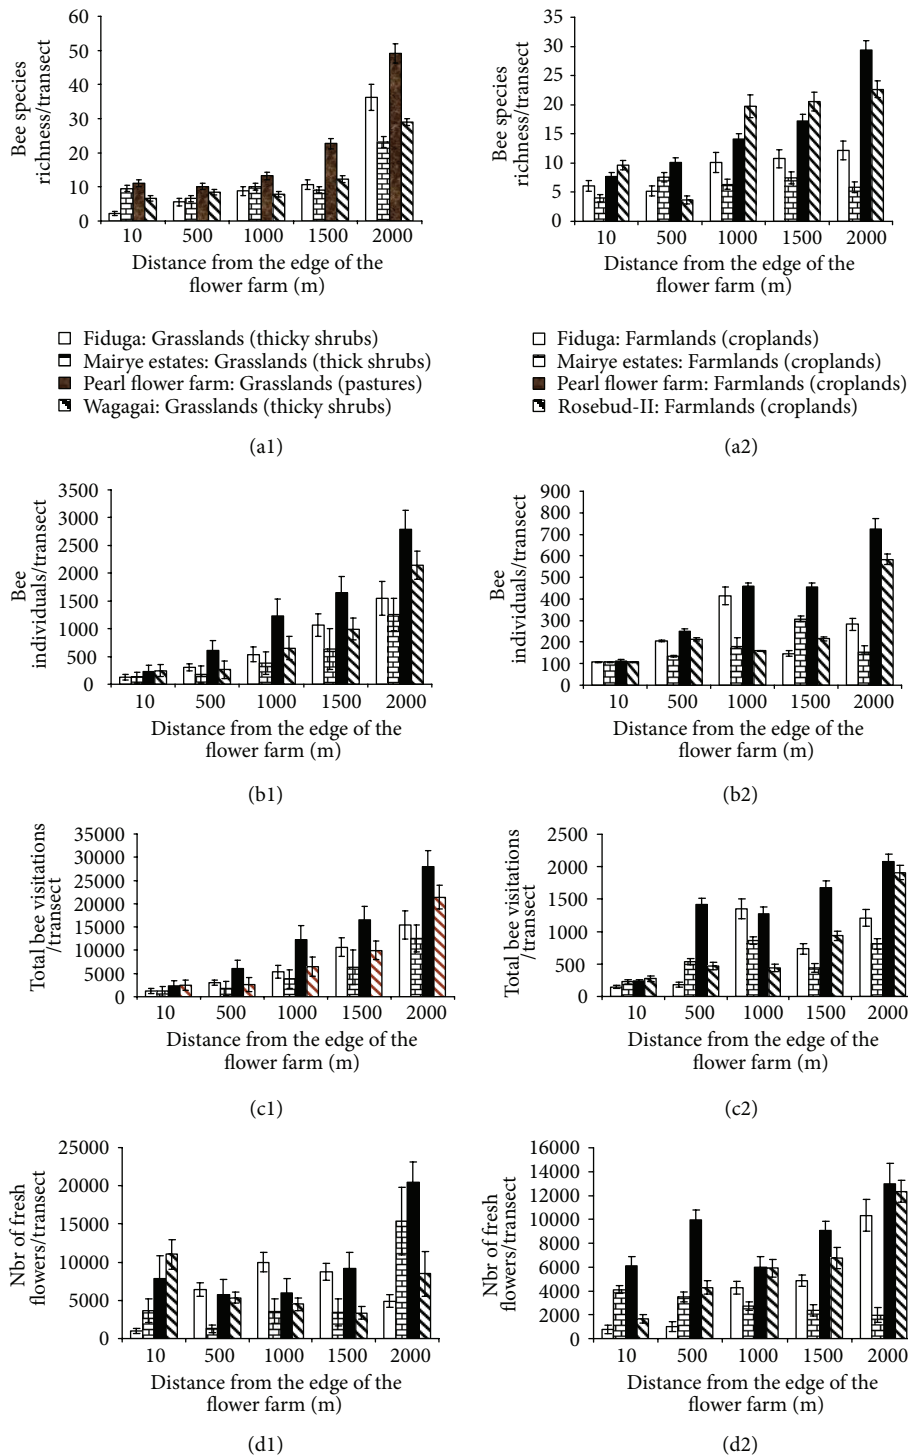 Bee species
richness/transect
60
50
40
30
20
10
0
10 500 1000 1500 2000
Distance from the edge of the
flower farm (m)
Fiduga: Grasslands (thicky shrubs)
Mairye estates: Grasslands (thick shrubs)
Pearl flower farm: Grasslands (pastures)
Wagagai: Grasslands (thicky shrubs)
(a1)
Bee species
richness/transect
35
30
25
20
15
10
5
0
10 500 1000 1500 2000
Distance from the edge of the
flower farm (m)
Fiduga: Farmlands (croplands)
Mairye estates: Farmlands (croplands)
Pearl flower farm: Farmlands (croplands)
Rosebud-II: Farmlands (croplands)
(a2)
Bee
individuals/transect
3500
3000
2500
2000
1500
1000
500
0
10 500 1000 1500 2000
Distance from the edge of the
flower farm (m)
(b1)
Bee
individuals/transect
900
800
700
600
500
400
300
200
100
0
10 500 1000 1500 2000
Distance from the edge of the
flower farm (m)
(b2)
Total bee visitations
/transect
35000
30000
25000
20000
15000
10000
5000
0
10 500 1000 1500 2000
Distance from the edge of the
flower farm (m)
(c1)
Total bee visitations
/transect
2500
2000
1500
1000
500
0
10 500 1000 1500 2000
Distance from the edge of the
flower farm (m)
(c2)
Nbr of fresh
flowers/transect
25000
20000
15000
10000
5000
0
10 500 1000 1500 2000
Distance from the edge of the
flower farm (m)
(d1)
Nbr of fresh
flowers/transect
16000
14000
12000
10000
8000
6000
4000
2000
0
10 500 1000 1500 2000
Distance from the edge of the
flower farm (m)
(d2)